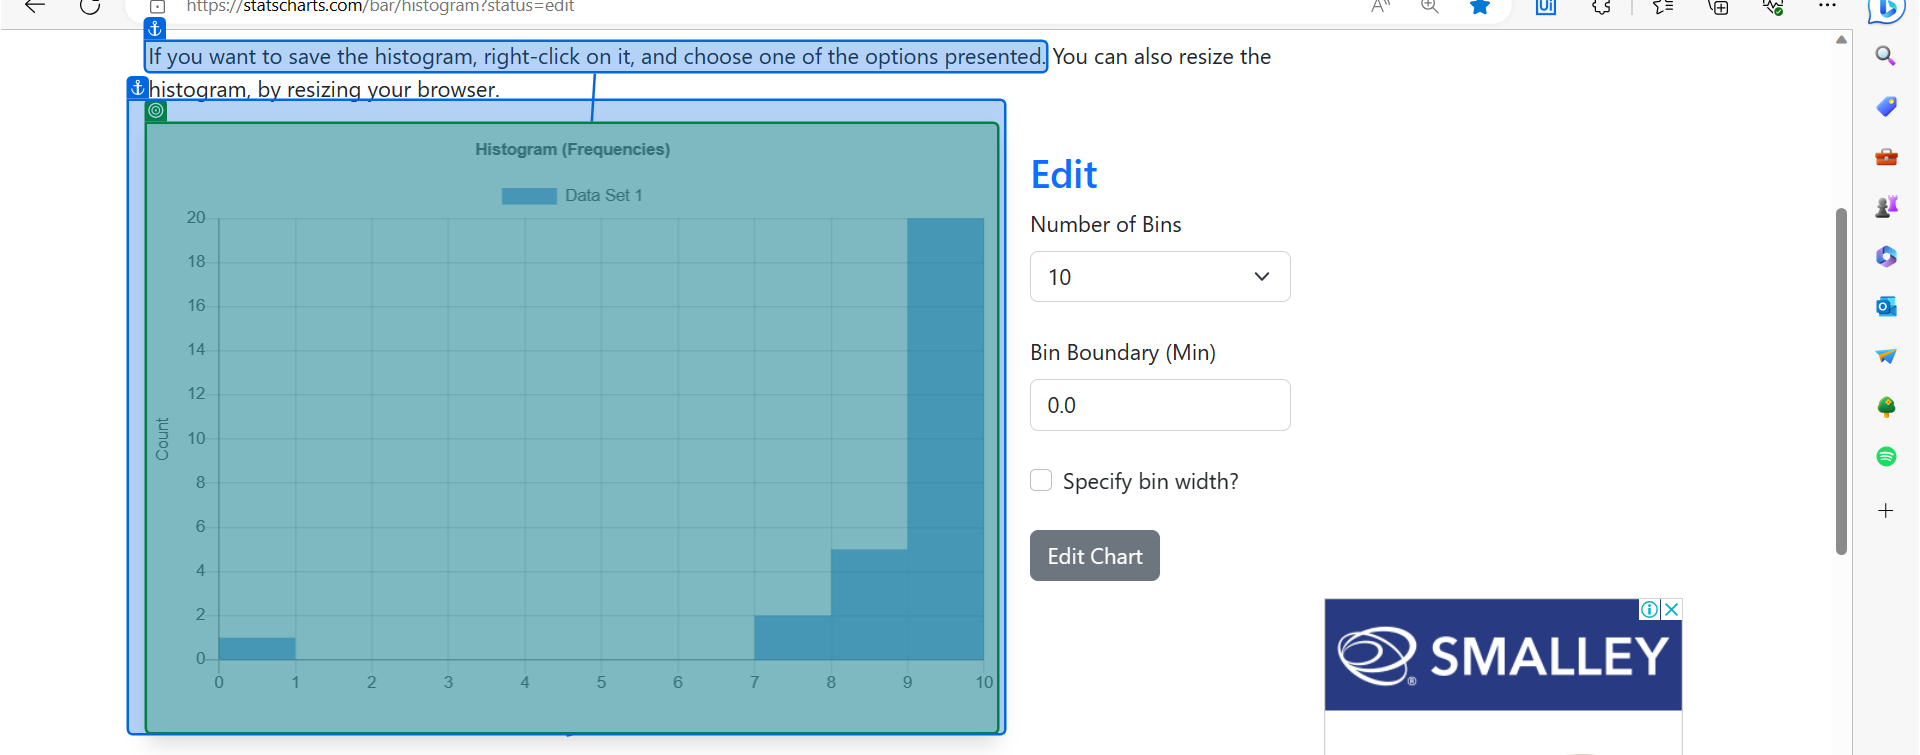 https://statscharts.com/bar/histogram?status=edit
If you want to save the histogram, right-click on it, and choose one of the options presented. You can also resize the
histogram, by resizing your browser.
Histogram (Frequencies)
Data Set 1
20
18
16
14
12
10
8
6
4
2
0
Count
0 1 2 3 4 5 6 7 8 9 10
Edit
Number of Bins
10
Bin Boundary (Min)
0.0
Specify bin width?
Edit Chart
SMALLEY
Ui